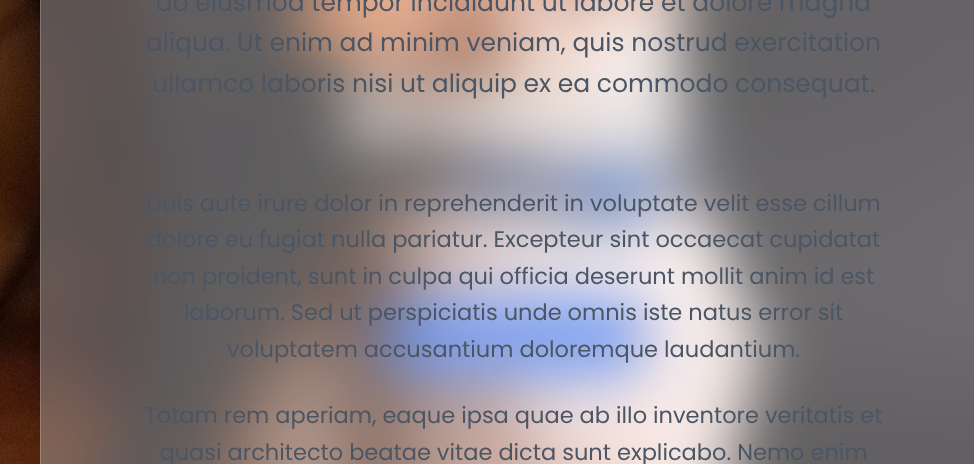 do eiusmod tempor incididunt ut labore et dolore magna
aliqua. Ut enim ad minim veniam, quis nostrud exercitation
ullamco laboris nisi ut aliquip ex ea commodo consequat.
Duis aute irure dolor in reprehenderit in voluptate velit esse cillum
dolore eu fugiat nulla pariatur. Excepteur sint occaecat cupidatat
non proident, sunt in culpa qui officia deserunt mollit anim id est
laborum. Sed ut perspiciatis unde omnis iste natus error sit
voluptatem accusantium doloremque laudantium.
Totam rem aperiam, eaque ipsa quae ab illo inventore veritatis et
quasi architecto beatae vitae dicta sunt explicabo. Nemo enim